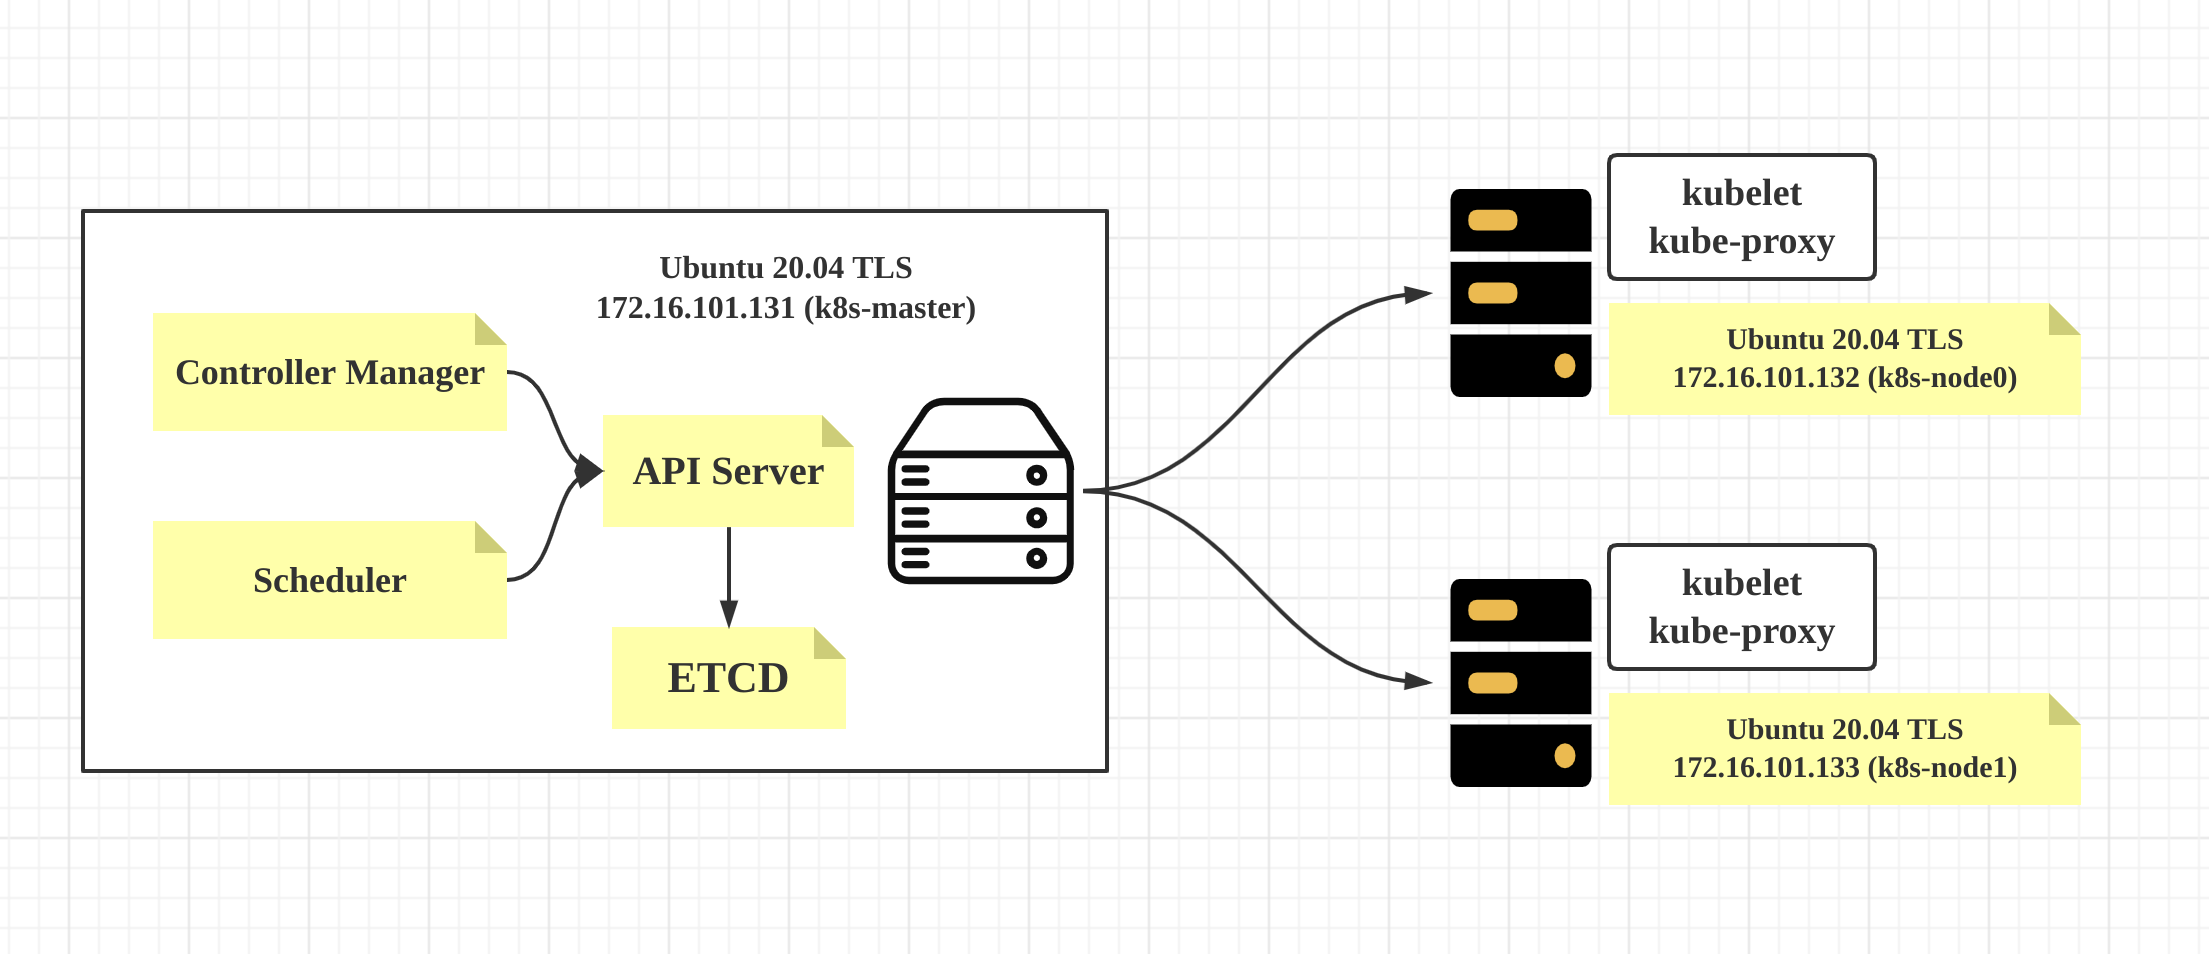 Ubuntu 20.04 TLS
172.16.101.131 (k8s-master)
Controller Manager
API Server
Scheduler
ETCD
kubelet
kube-proxy
Ubuntu 20.04 TLS
172.16.101.132 (k8s-node0)
kubelet
kube-proxy
Ubuntu 20.04 TLS
172.16.101.133 (k8s-node1)